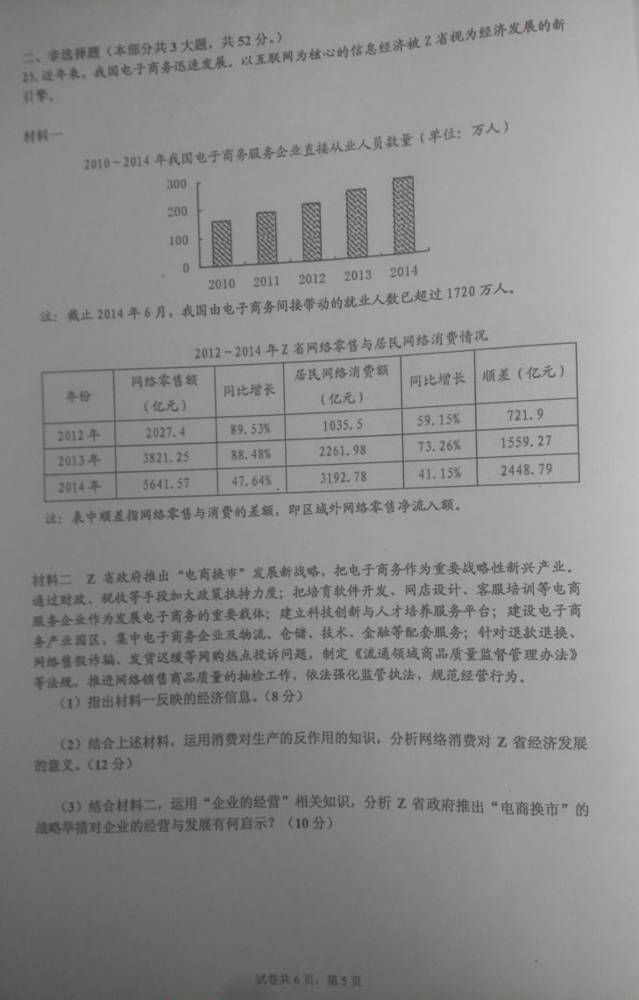 二、非选择题（本部分共3大题，共52分。）
25.近年来，我国电子商务迅速发展。以互联网为核心的信息经济被Z省视为经济发展的新
引擎、
材料一
2010~2014年我国电子商务服务企业直接从业人员数量（单位：万人）
300
200
100
0
2010 2011 2012 2013 2014
注：截止2014年6月，我国由电子商务间接带动的就业人数已超过1720万人。
2012~2014年Z省网络零售与居民网络消费情况
年份 网络零售额（亿元） 同比增长 居民网络消费额（亿元） 同比增长 顺差（亿元）
2012年 2027.4 89.53% 1035.5 59.15% 721.9
2013年 3821.25 88.48% 2261.98 73.26% 1559.27
2014年 5641.57 47.64% 3192.78 41.15% 2448.79
注：表中顺差指网络零售与消费的差额，即区域外网络零售净流入额。
材料二 Z省政府推出“电商换市”发展新战略，把电子商务作为重要战略性新兴产业。
通过财政、税收等手段加大政策扶持力度；把培育软件开发、网店设计、客服培训等电商
服务企业作为发展电子商务的重要载体；建立科技创新与人才培养服务平台；建设电子商
务产业园区，集中电子商务企业及物流、仓储、技术、金融等配套服务；针对退款退换、
网络售假诈骗、发货迟缓等网购热点投诉问题，制定《流通领域商品质量监督管理办法》
等法规，推进网络销售商品质量的抽检工作，依法强化监管执法，规范经营行为。
（1）指出材料一反映的经济信息。（8分）
（2）结合上述材料，运用消费对生产的反作用的知识，分析网络消费对Z省经济发展
的意义。（12分）
（3）结合材料二，运用“企业的经营”相关知识，分析Z省政府推出“电商换市”的
战略举措对企业的经营与发展有何启示？（10分）
试卷共6页，第5页